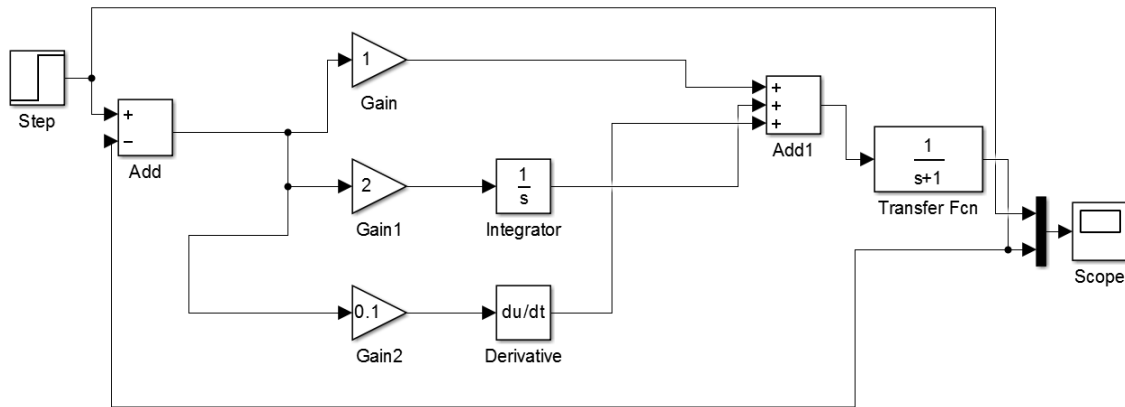 Step
+
−
Add
1
Gain
2
Gain1
1
s
Integrator
0.1
Gain2
du/dt
Derivative
+
+
+
Add1
1
s+1
Transfer Fcn
Scope